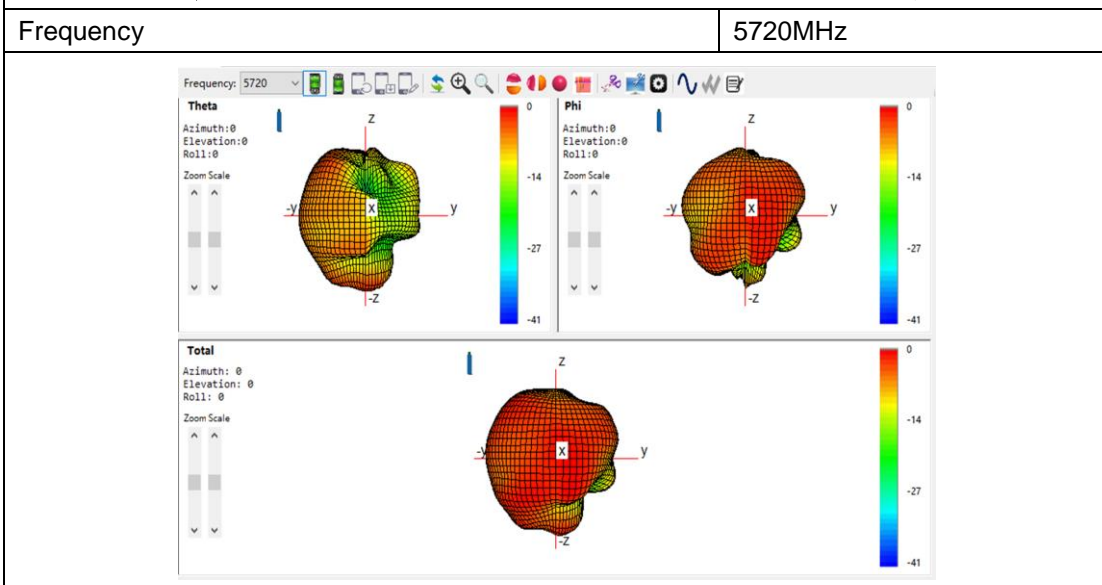 Frequency 5720MHz
Frequency: 5720
Theta
Azimuth:0
Elevation:0
Roll:0
Zoom Scale
z
-y
x
y
-z
0
-14
-27
-41
Phi
Azimuth:0
Elevation:0
Roll:0
Zoom Scale
z
-y
x
y
-z
0
-14
-27
-41
Total
Azimuth: 0
Elevation: 0
Roll: 0
Zoom Scale
z
-y
x
y
-z
0
-14
-27
-41